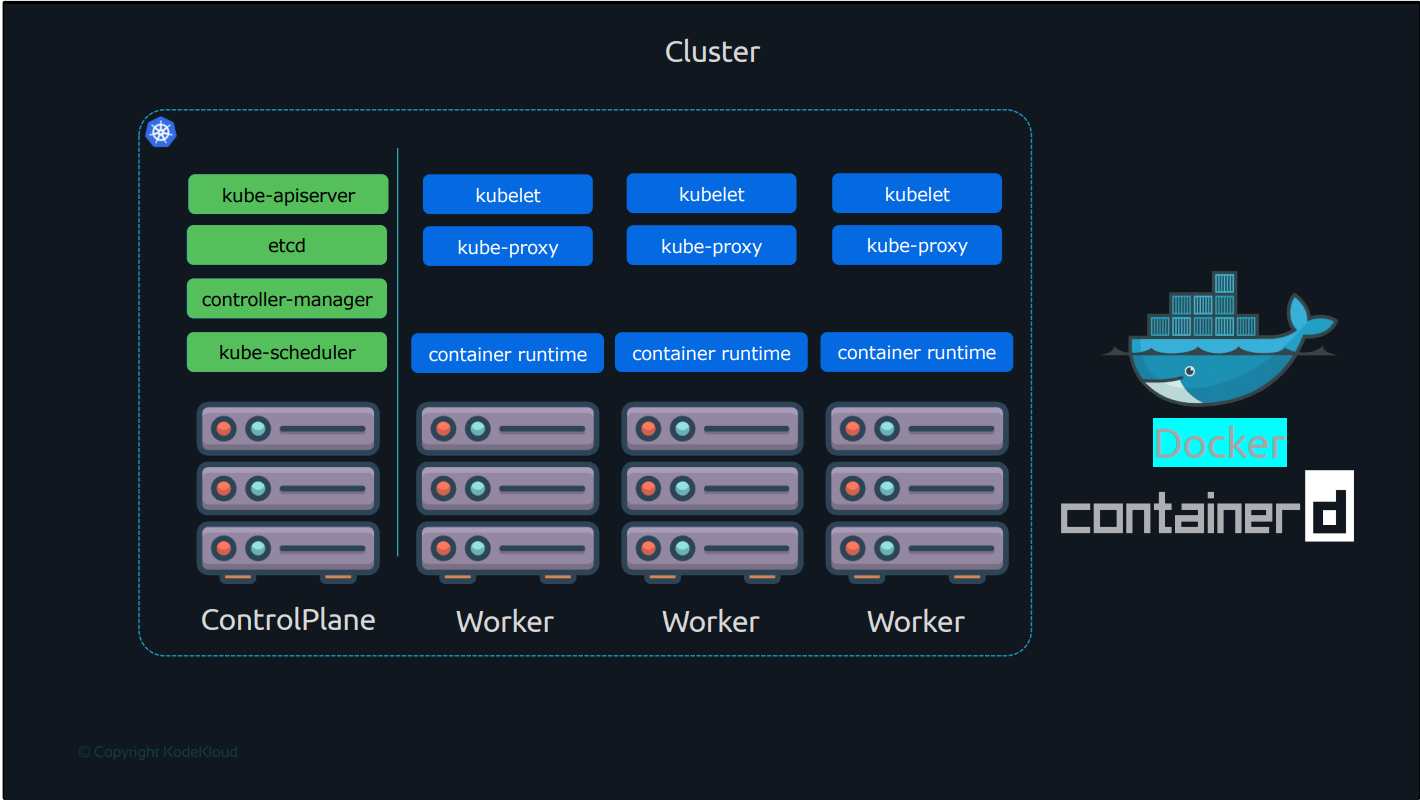 Cluster
kube-apiserver
kubelet
kubelet
kubelet
etcd
kube-proxy
kube-proxy
kube-proxy
controller-manager
kube-scheduler
container runtime
container runtime
container runtime
Docker
containerd
ControlPlane
Worker
Worker
Worker
© Copyright KodeKloud